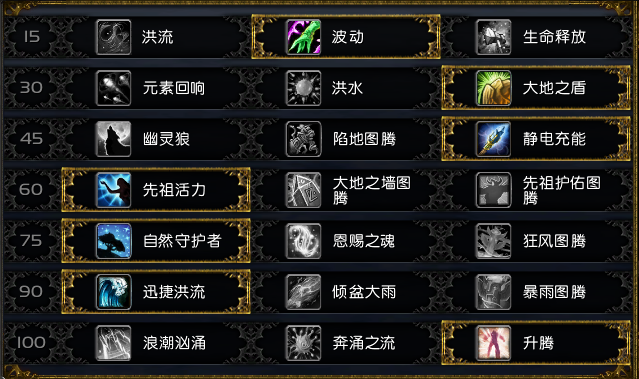 15 洪流 波动 生命释放
30 元素回响 洪水 大地之盾
45 幽灵狼 陷地图腾 静电充能
60 先祖活力 大地之墙图腾 先祖护佑图腾
75 自然守护者 恩赐之魂 狂风图腾
90 迅捷洪流 倾盆大雨 暴雨图腾
100 浪潮汹涌 奔涌之流 升腾